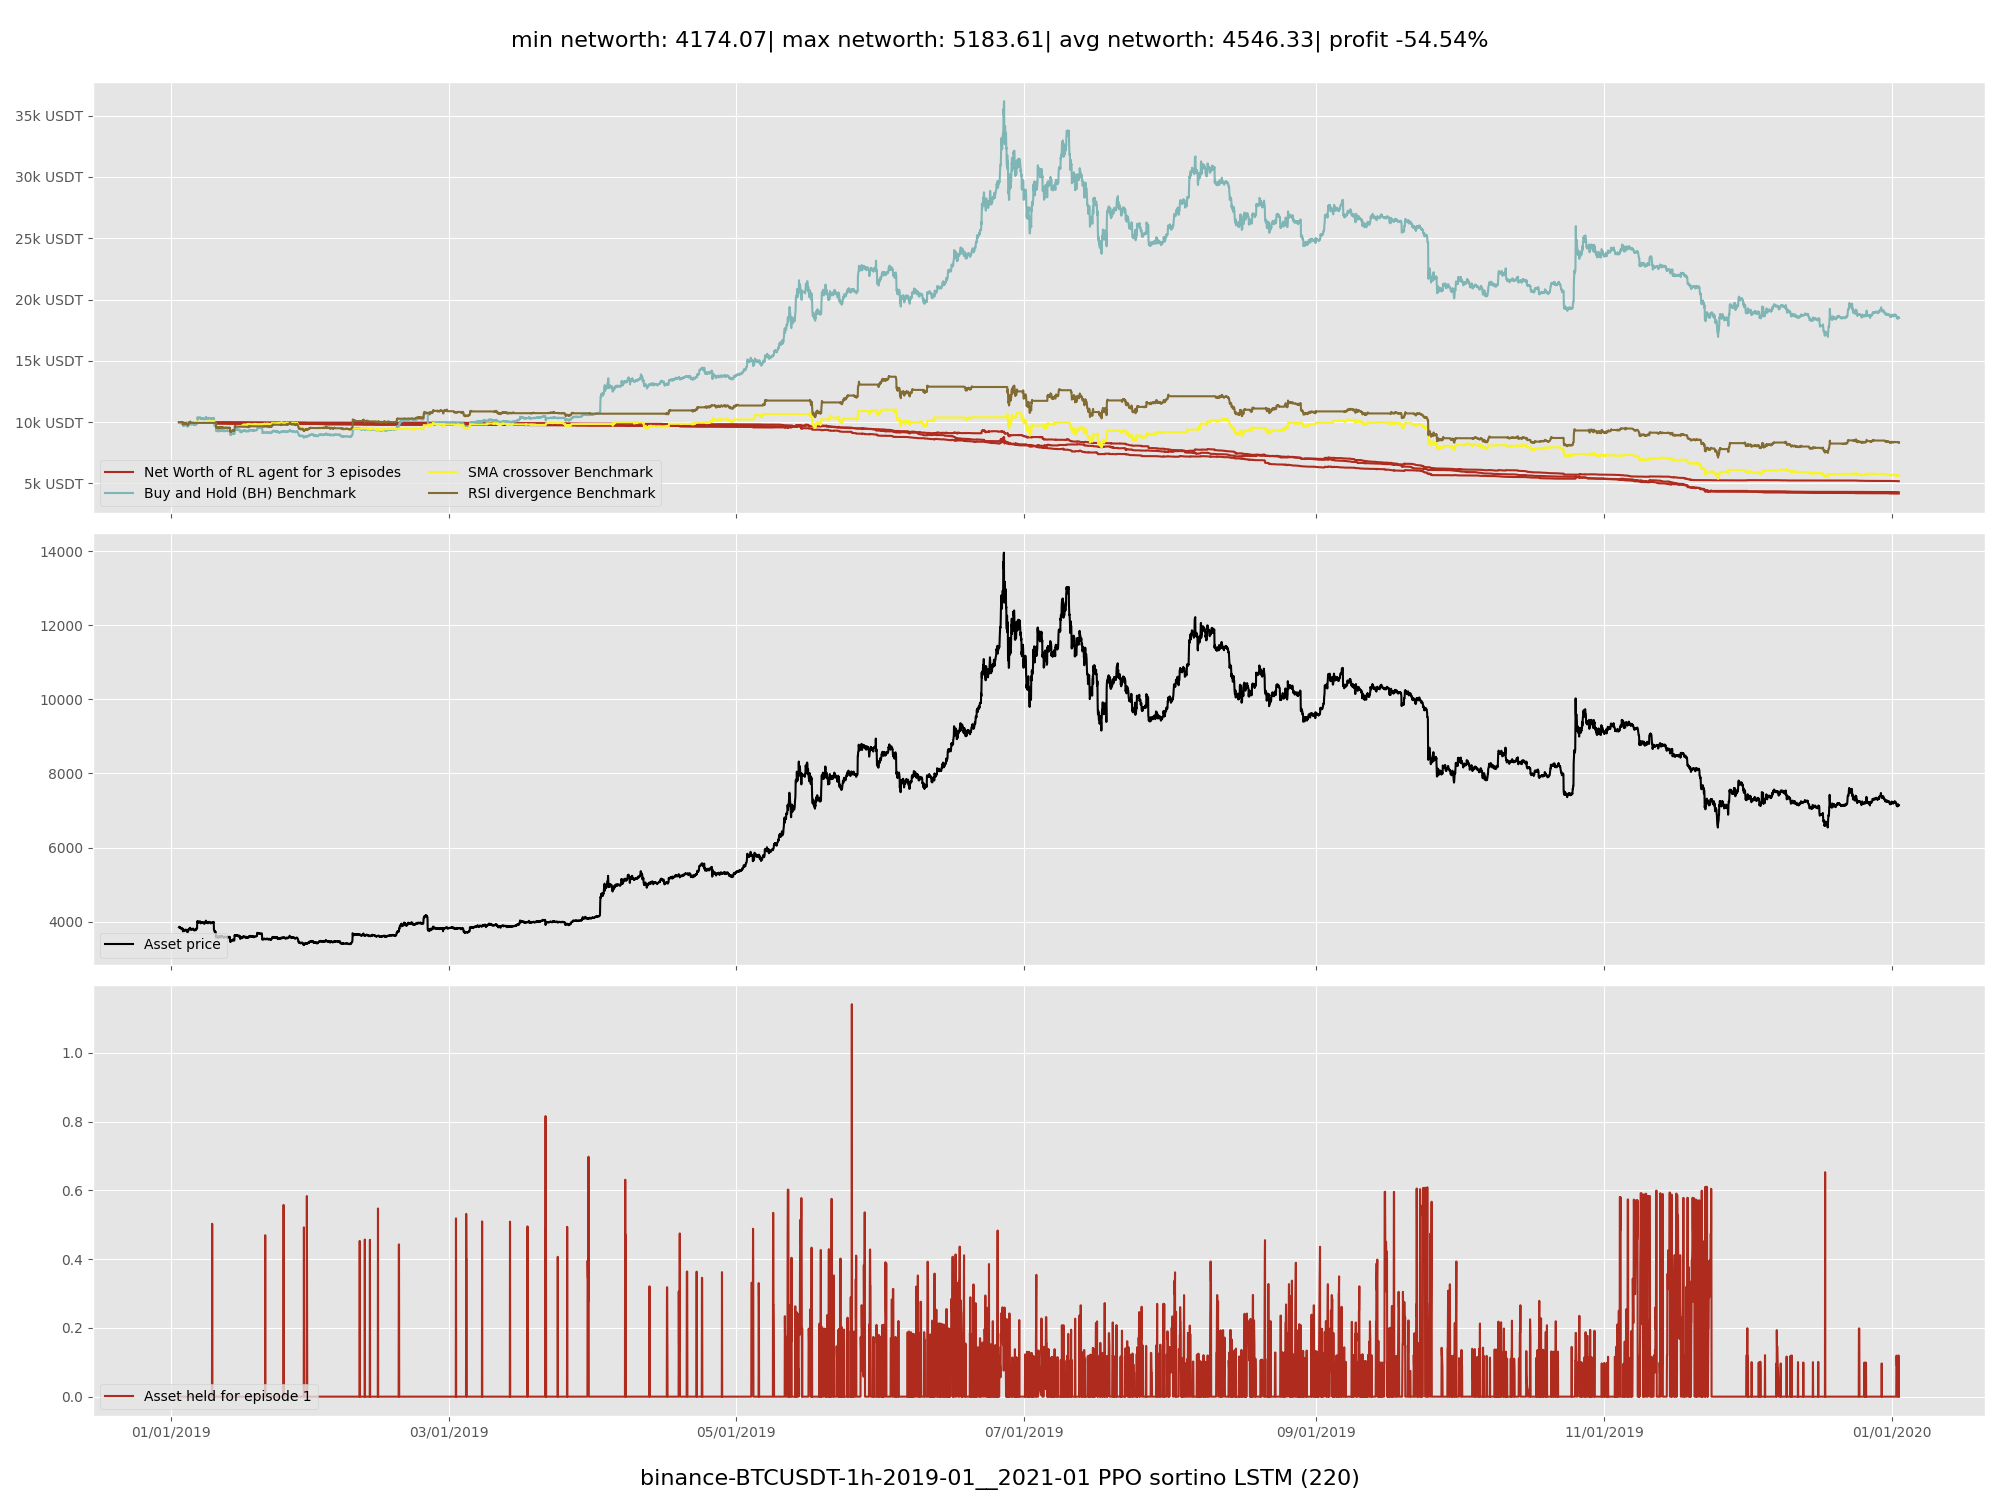 min networth: 4174.07| max networth: 5183.61| avg networth: 4546.33| profit -54.54%
35k USDT
30k USDT
25k USDT
20k USDT
15k USDT
10k USDT
5k USDT
Net Worth of RL agent for 3 episodes
Buy and Hold (BH) Benchmark
SMA crossover Benchmark
RSI divergence Benchmark
14000
12000
10000
8000
6000
4000
Asset price
1.0
0.8
0.6
0.4
0.2
0.0
Asset held for episode 1
01/01/2019 03/01/2019 05/01/2019 07/01/2019 09/01/2019 11/01/2019 01/01/2020
binance-BTCUSDT-1h-2019-01__2021-01 PPO sortino LSTM (220)